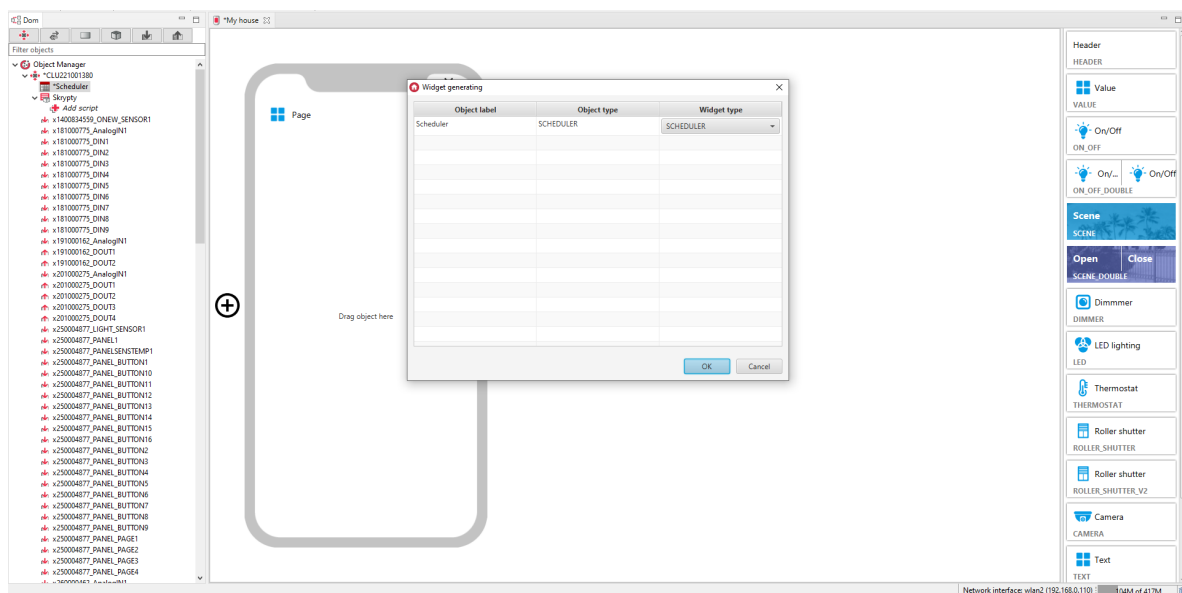 Dom
*My house
Filter objects
Object Manager
*CLU221001380
*Scheduler
Skrypty
Add script
x1400834559_ONEW_SENSOR1
x181000775_AnalogIN1
x181000775_DIN1
x181000775_DIN2
x181000775_DIN3
x181000775_DIN4
x181000775_DIN5
x181000775_DIN6
x181000775_DIN7
x181000775_DIN8
x181000775_DIN9
x191000162_AnalogIN1
x191000162_DOUT1
x191000162_DOUT2
x201000275_AnalogIN1
x201000275_DOUT1
x201000275_DOUT2
x201000275_DOUT3
x201000275_DOUT4
x250004877_LIGHT_SENSOR1
x250004877_PANEL1
x250004877_PANELSENSTEMP1
x250004877_PANEL_BUTTON1
x250004877_PANEL_BUTTON10
x250004877_PANEL_BUTTON11
x250004877_PANEL_BUTTON12
x250004877_PANEL_BUTTON13
x250004877_PANEL_BUTTON14
x250004877_PANEL_BUTTON15
x250004877_PANEL_BUTTON16
x250004877_PANEL_BUTTON2
x250004877_PANEL_BUTTON3
x250004877_PANEL_BUTTON4
x250004877_PANEL_BUTTON5
x250004877_PANEL_BUTTON6
x250004877_PANEL_BUTTON7
x250004877_PANEL_BUTTON8
x250004877_PANEL_BUTTON9
x250004877_PANEL_PAGE1
x250004877_PANEL_PAGE2
x250004877_PANEL_PAGE3
x250004877_PANEL_PAGE4
Page
Drag object here
Widget generating
Object label Object type Widget type
Scheduler SCHEDULER SCHEDULER
OK Cancel
Header
HEADER
Value
VALUE
On/Off
ON_OFF
On/... On/Off
ON_OFF_DOUBLE
Scene
SCENE
Open Close
SCENE_DOUBLE
Dimmmer
DIMMER
LED lighting
LED
Thermostat
THERMOSTAT
Roller shutter
ROLLER_SHUTTER
Roller shutter
ROLLER_SHUTTER_V2
Camera
CAMERA
Text
TEXT
Network interface: wlan2 (192.168.0.110) 104M of 417M